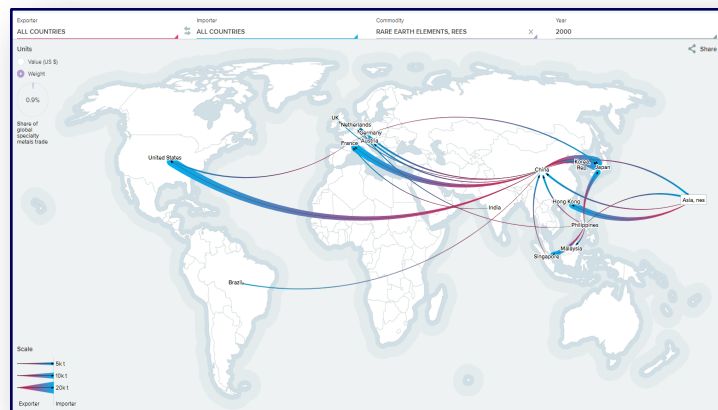 Exporter
ALL COUNTRIES
Importer
ALL COUNTRIES
Commodity
RARE EARTH ELEMENTS, REES
Year
2000
Units
Value (US $)
Weight
0.9%
Share of
global
specialty
metals trade
Share
UK
Netherlands
Germany
Austria
France
United States
China
Korea
Rep.
Japan
Hong Kong
India
Asia, nes
Philippines
Malaysia
Singapore
Brazil
Scale
5k t
10k t
20k t
Exporter
Importer